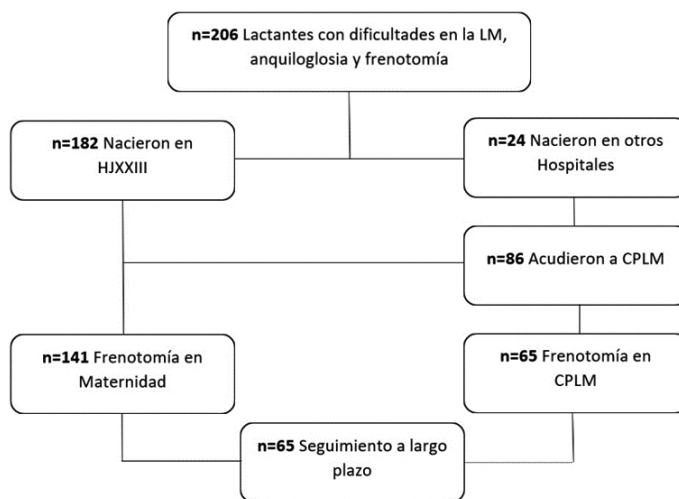 n=206 Lactantes con dificultades en la LM,
anquiloglosia y frenotomía
n=182 Nacieron en
HJXXIII
n=24 Nacieron en otros
Hospitales
n=86 Acudieron a CPLM
n=141 Frenotomía en
Maternidad
n=65 Frenotomía en
CPLM
n=65 Seguimiento a largo
plazo